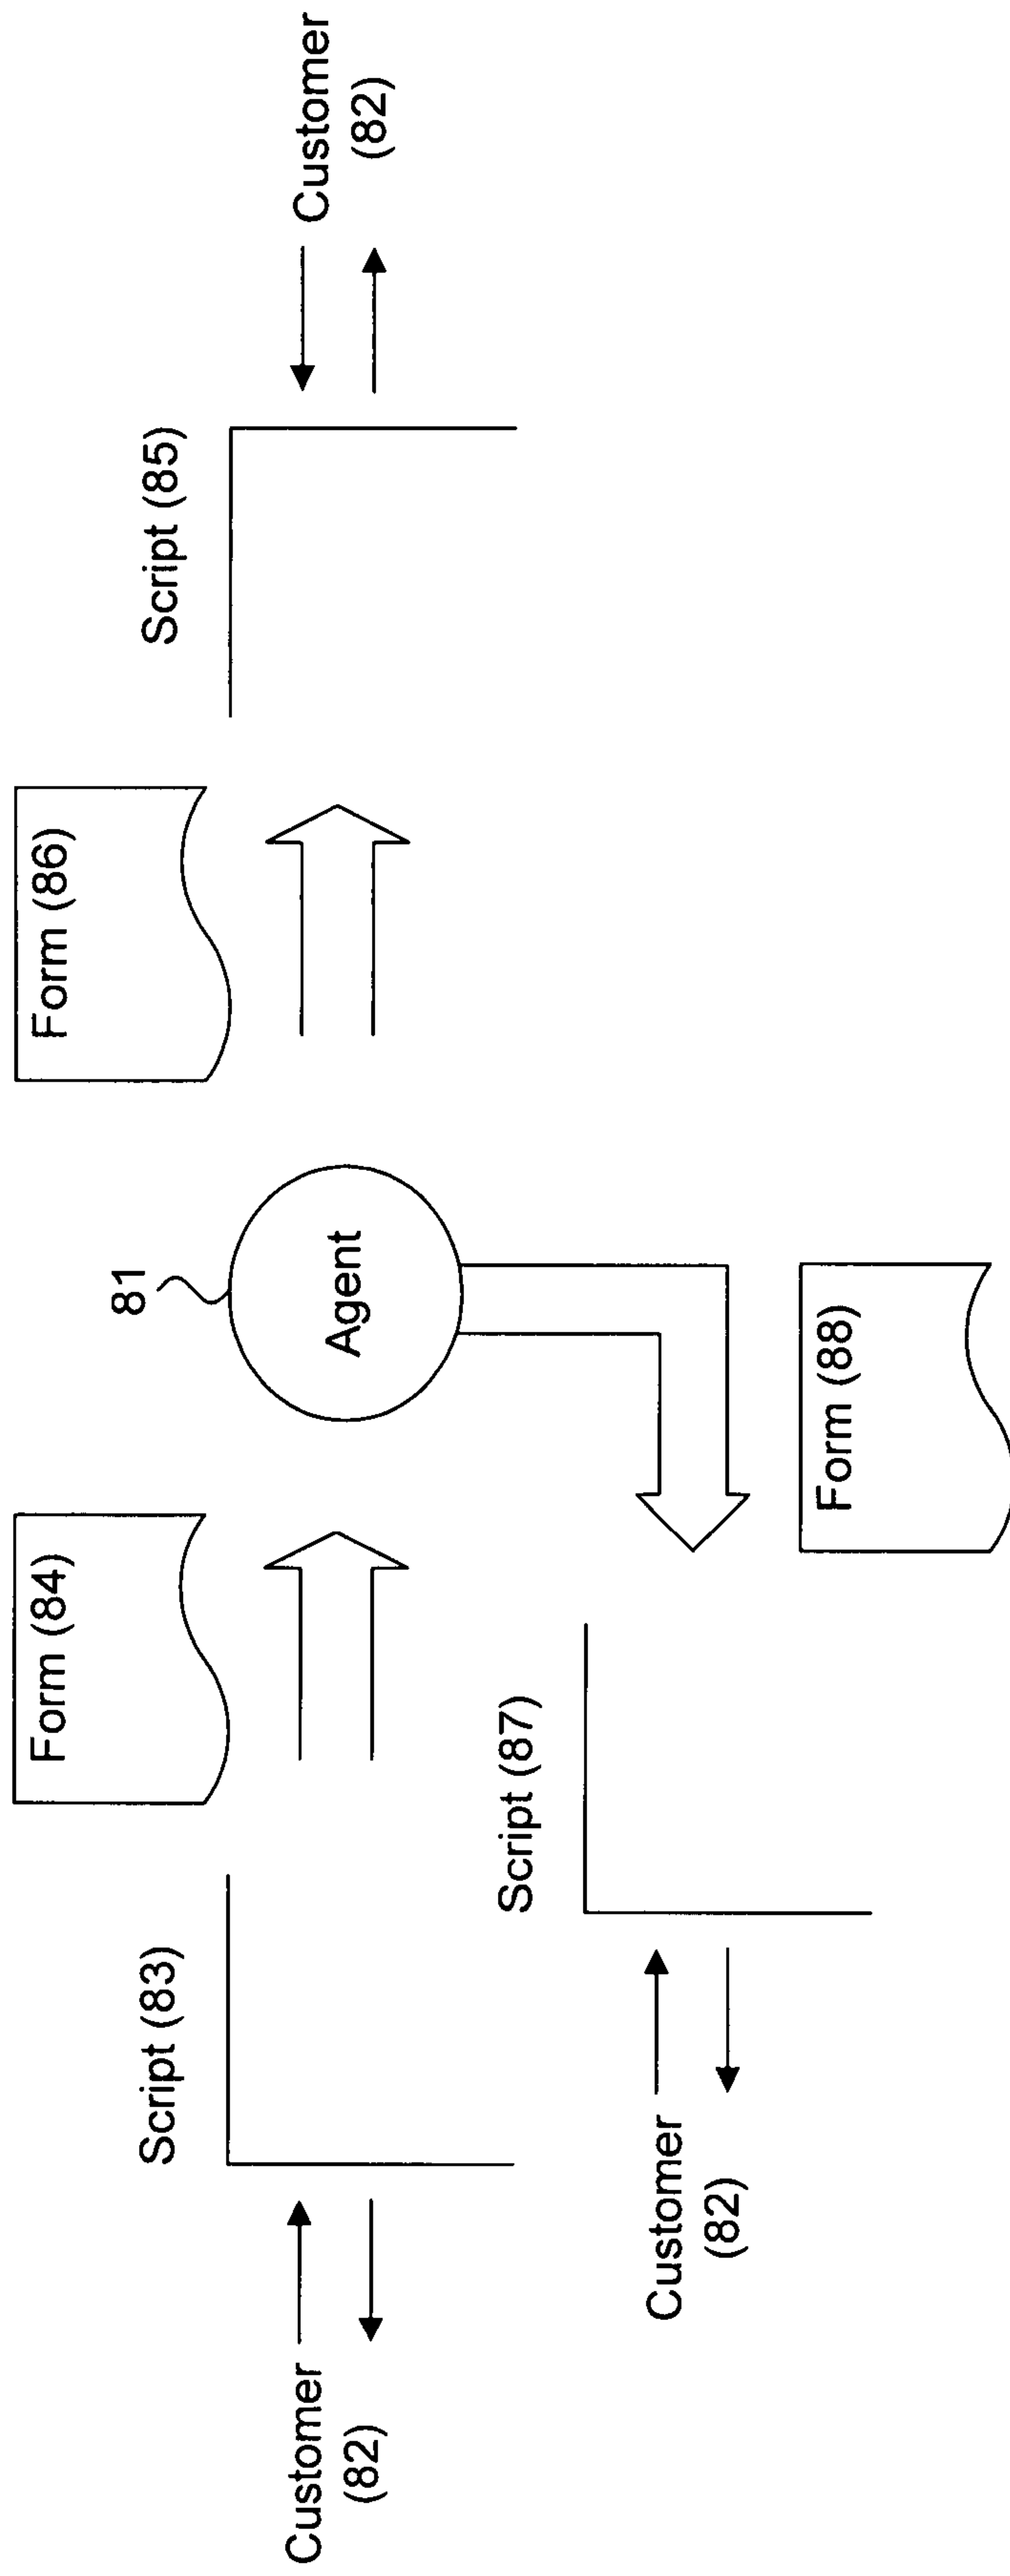 Form (84)
Form (86)
Script (83)
81
Script (85)
Customer
(82)
Agent
Customer
(82)
Script (87)
Customer
(82)
Form (88)